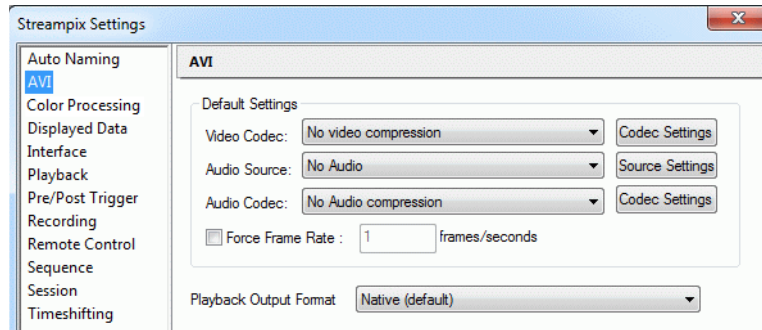 Streampix Settings
Auto Naming
AVI
Color Processing
Displayed Data
Interface
Playback
Pre/Post Trigger
Recording
Remote Control
Sequence
Session
Timeshifting
AVI
Default Settings
Video Codec: No video compression Codec Settings
Audio Source: No Audio Source Settings
Audio Codec: No Audio compression Codec Settings
Force Frame Rate : 1 frames/seconds
Playback Output Format Native (default)